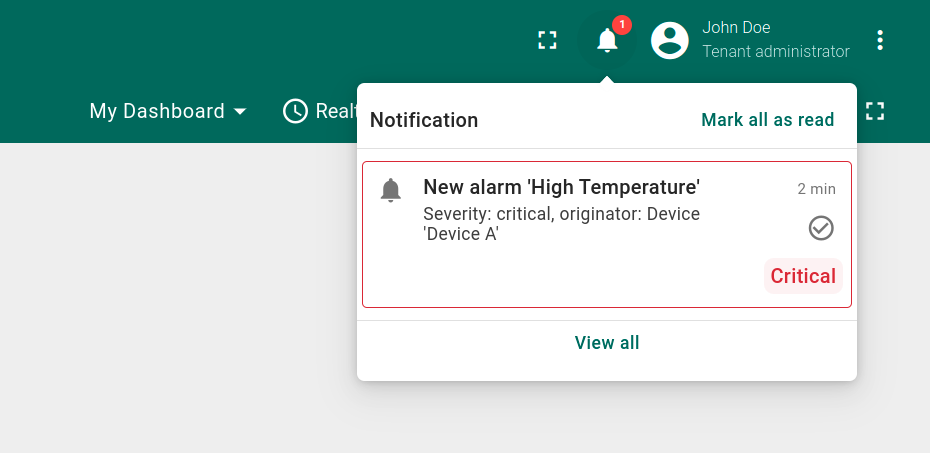 1
John Doe
Tenant administrator
My Dashboard
Realt
Notification
Mark all as read
New alarm 'High Temperature'
2 min
Severity: critical, originator: Device
'Device A'
Critical
View all